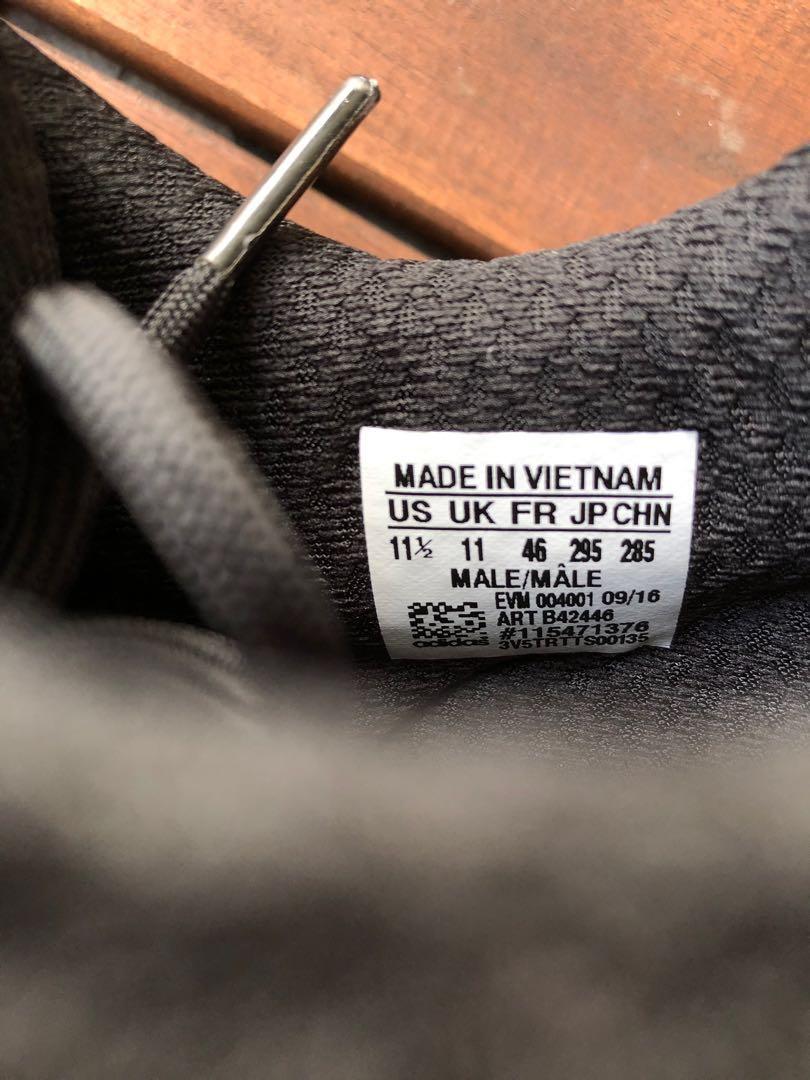 MADE IN VIETNAM
US UK FR JP CHN
11½ 11 46 295 285
MALE/MÂLE
EVM 004001 09/16
ART B42446
#115471376
adidas 3V5TRTTS00135